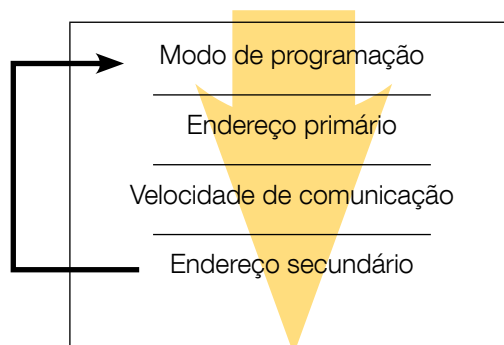 Modo de programação
Endereço primário
Velocidade de comunicação
Endereço secundário